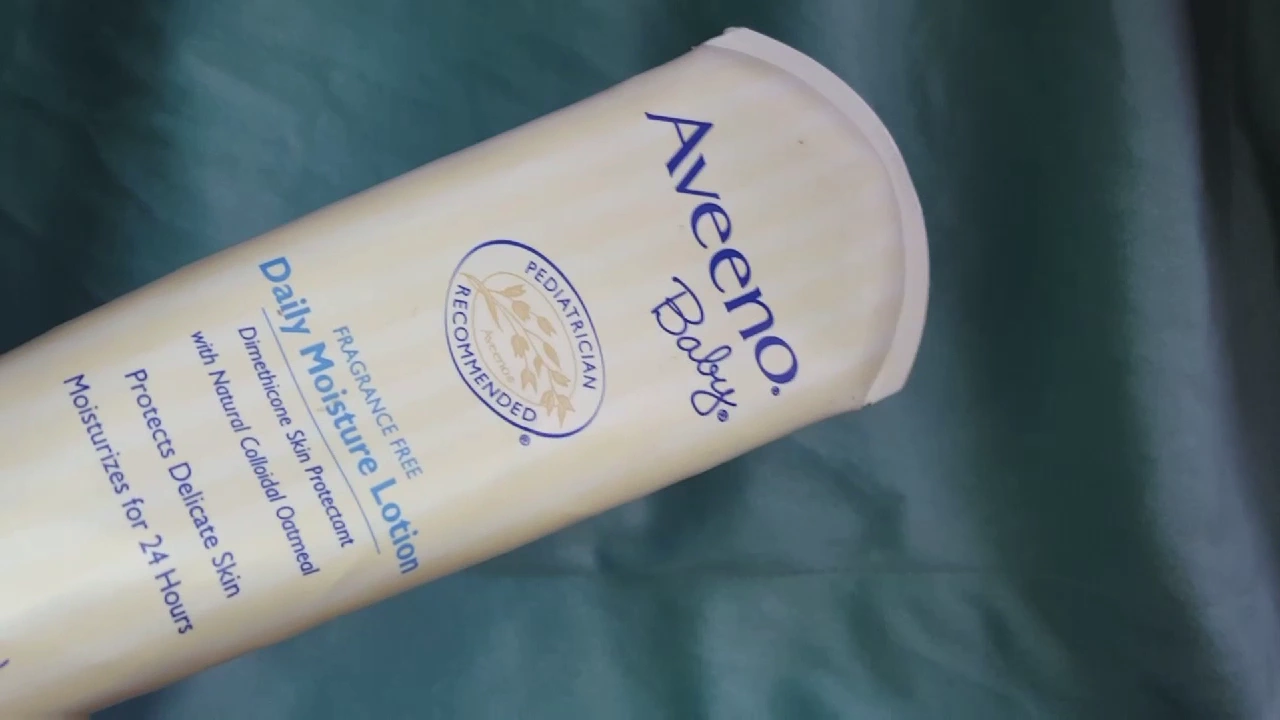 Aveeno®
Baby®
PEDIATRICIAN
RECOMMENDED®
Aveeno®
FRAGRANCE FREE
Daily Moisture Lotion
Dimethicone Skin Protectant
with Natural Colloidal Oatmeal
Protects Delicate Skin
Moisturizes for 24 Hours